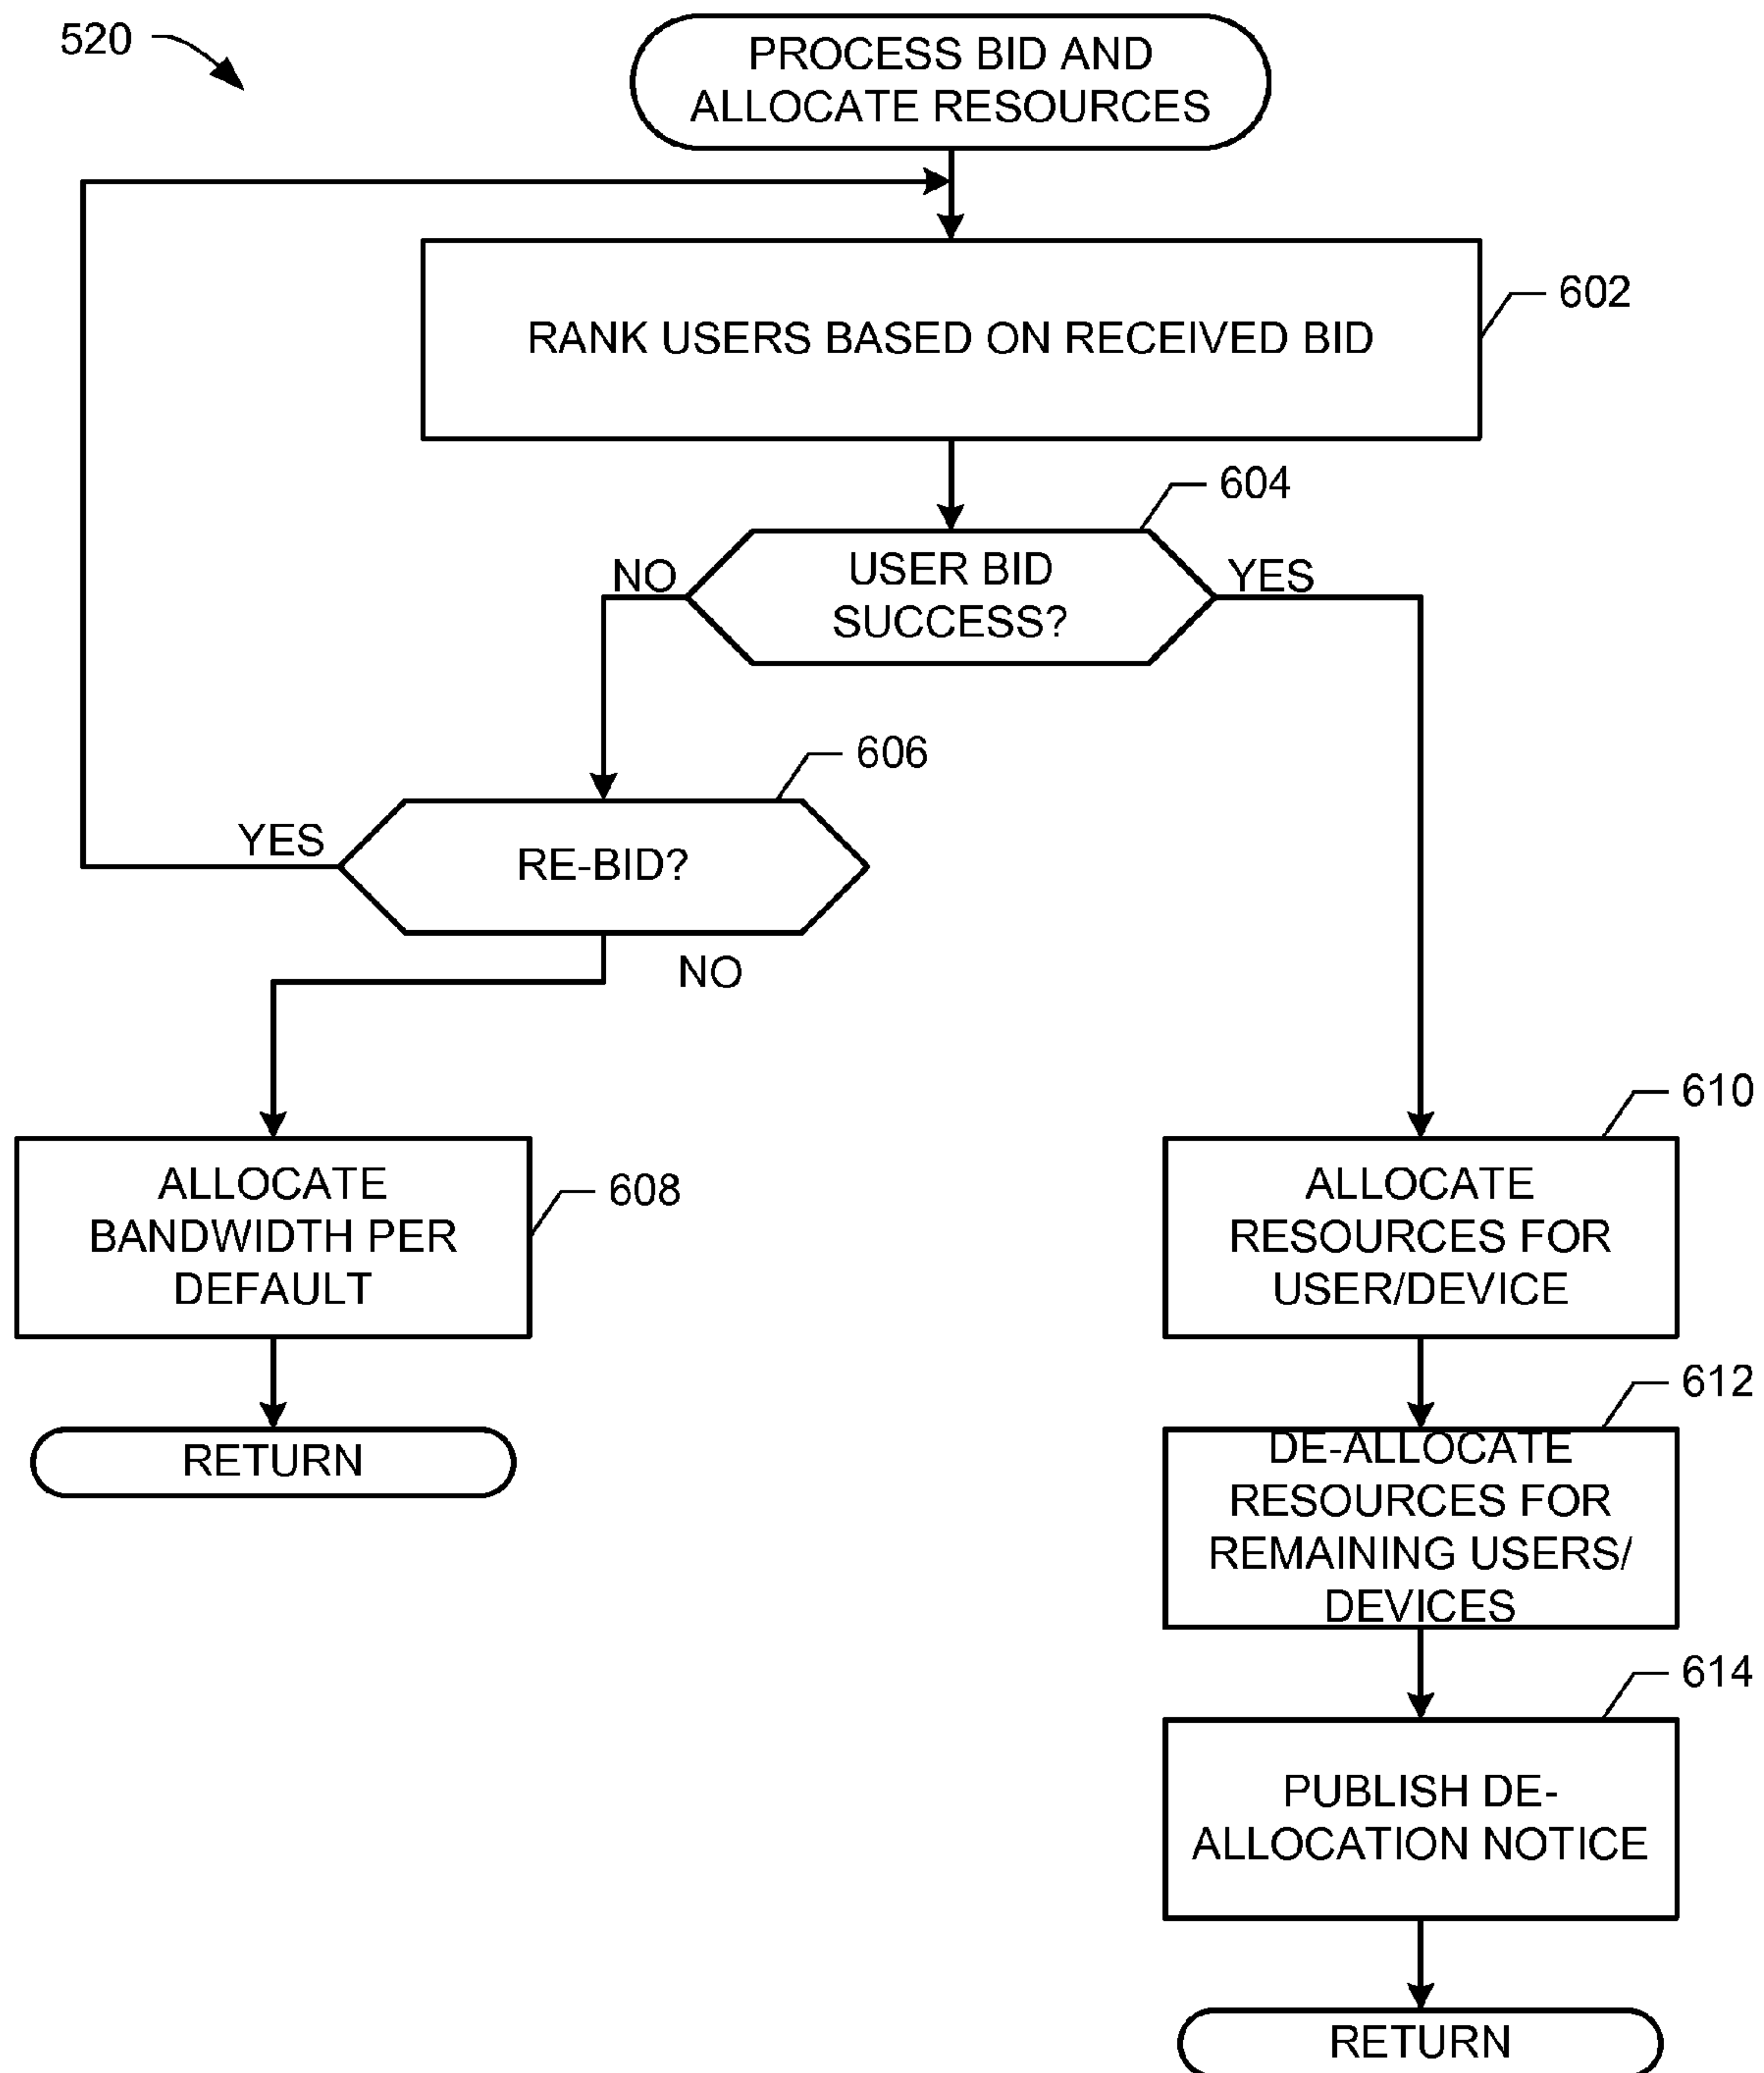 520
PROCESS BID AND
ALLOCATE RESOURCES
RANK USERS BASED ON RECEIVED BID
602
604
NO
USER BID
SUCCESS?
YES
606
YES
RE-BID?
NO
608
ALLOCATE
BANDWIDTH PER
DEFAULT
RETURN
610
ALLOCATE
RESOURCES FOR
USER/DEVICE
612
DE-ALLOCATE
RESOURCES FOR
REMAINING USERS/
DEVICES
614
PUBLISH DE-
ALLOCATION NOTICE
RETURN